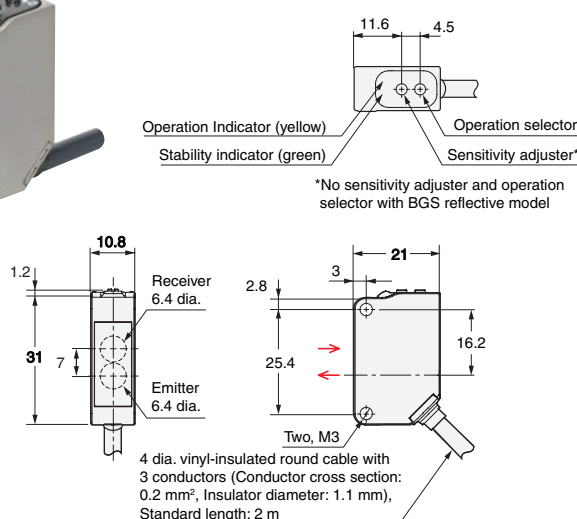 11.6
4.5
Operation Indicator (yellow)
Operation selector
Stability indicator (green)
Sensitivity adjuster*
*No sensitivity adjuster and operation
selector with BGS reflective model
10.8
21
1.2
Receiver
6.4 dia.
3
2.8
31
7
25.4
16.2
Emitter
6.4 dia.
Two, M3
4 dia. vinyl-insulated round cable with
3 conductors (Conductor cross section:
0.2 mm², Insulator diameter: 1.1 mm),
Standard length: 2 m